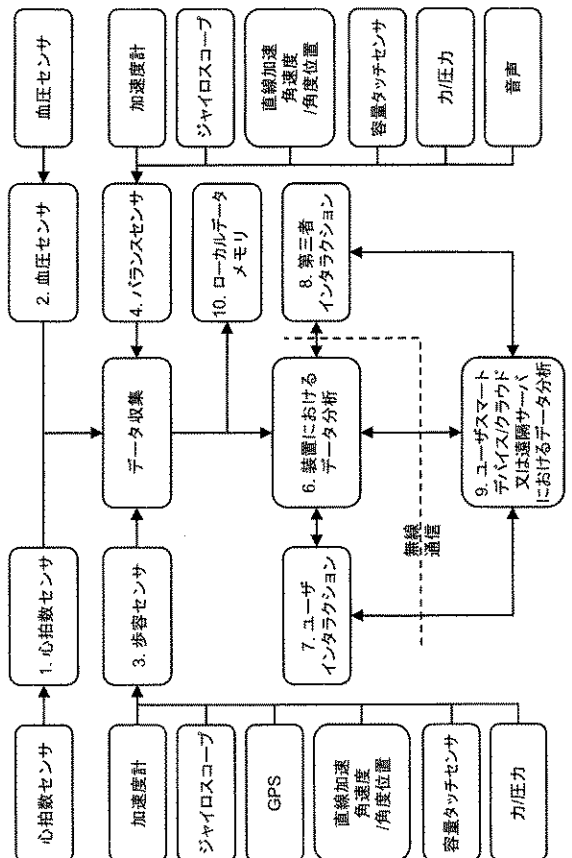 心拍数センサ
1. 心拍数センサ
2. 血圧センサ
血圧センサ
加速度計
ジャイロスコープ
GPS
直線加速
角速度
/角度位置
容量タッチセンサ
力/圧力
3. 歩容センサ
データ収集
4. バランスセンサ
加速度計
ジャイロスコープ
直線加速
角速度
/角度位置
容量タッチセンサ
力/圧力
音声
10. ローカルデータ
メモリ
7. ユーザ
インタラクション
6. 装置における
データ分析
8. 第三者
インタラクション
無線
通信
9. ユーザスマート
デバイス/クラウド
又は遠隔サーバ
におけるデータ分析